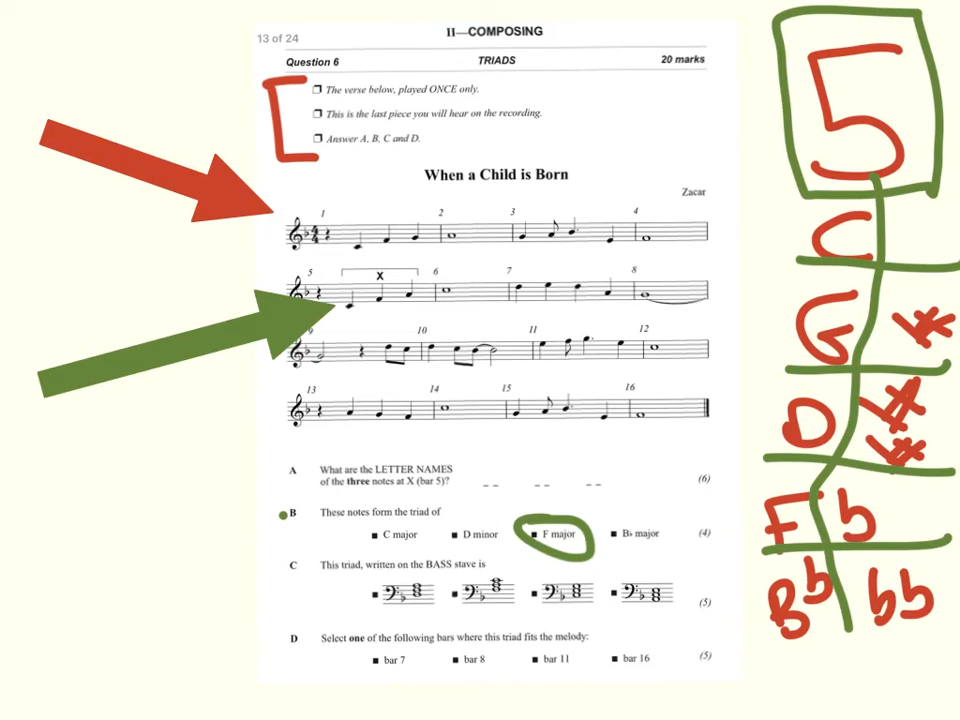 13 of 24
II—COMPOSING
Question 6 TRIADS 20 marks
The verse below, played ONCE only.
This is the last piece you will hear on the recording.
Answer A, B, C and D.
When a Child is Born
Zacar
1 2 3 4
5 X 6 7 8
9 10 11 12
13 14 15 16
A What are the LETTER NAMES
of the three notes at X (bar 5)? _ _ _ _ _ _ (6)
B These notes form the triad of
C major D minor F major B♭ major (4)
C This triad, written on the BASS stave is
(5)
D Select one of the following bars where this triad fits the melody:
bar 7 bar 8 bar 11 bar 16 (5)
5
C
G #
D ##
F b
Bb bb